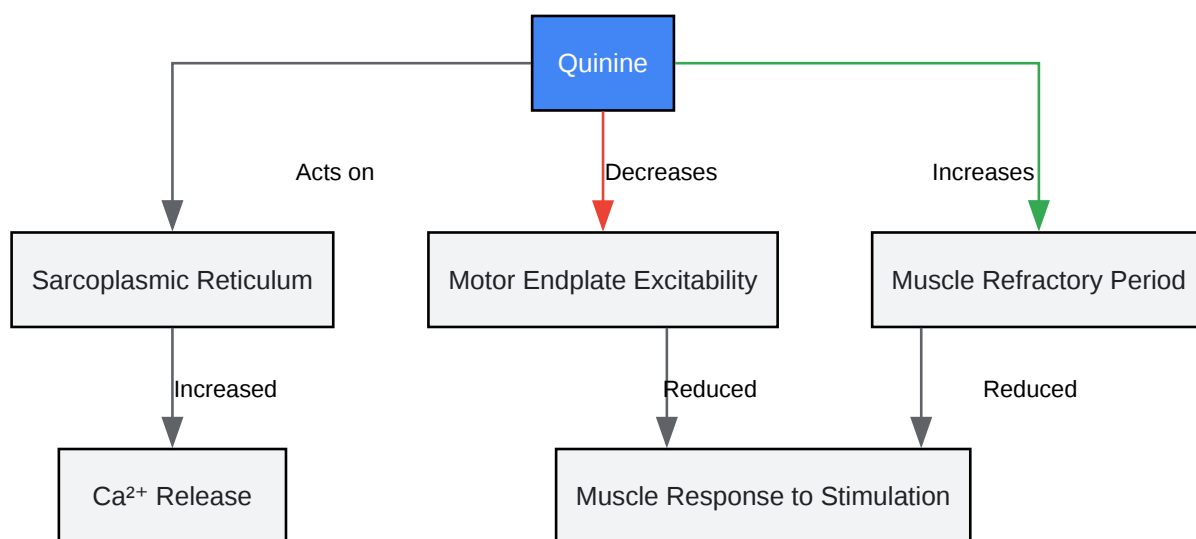 Quinine
Acts on
Decreases
Increases
Sarcoplasmic Reticulum
Motor Endplate Excitability
Muscle Refractory Period
Increased
Reduced
Reduced
Ca²⁺ Release
Muscle Response to Stimulation